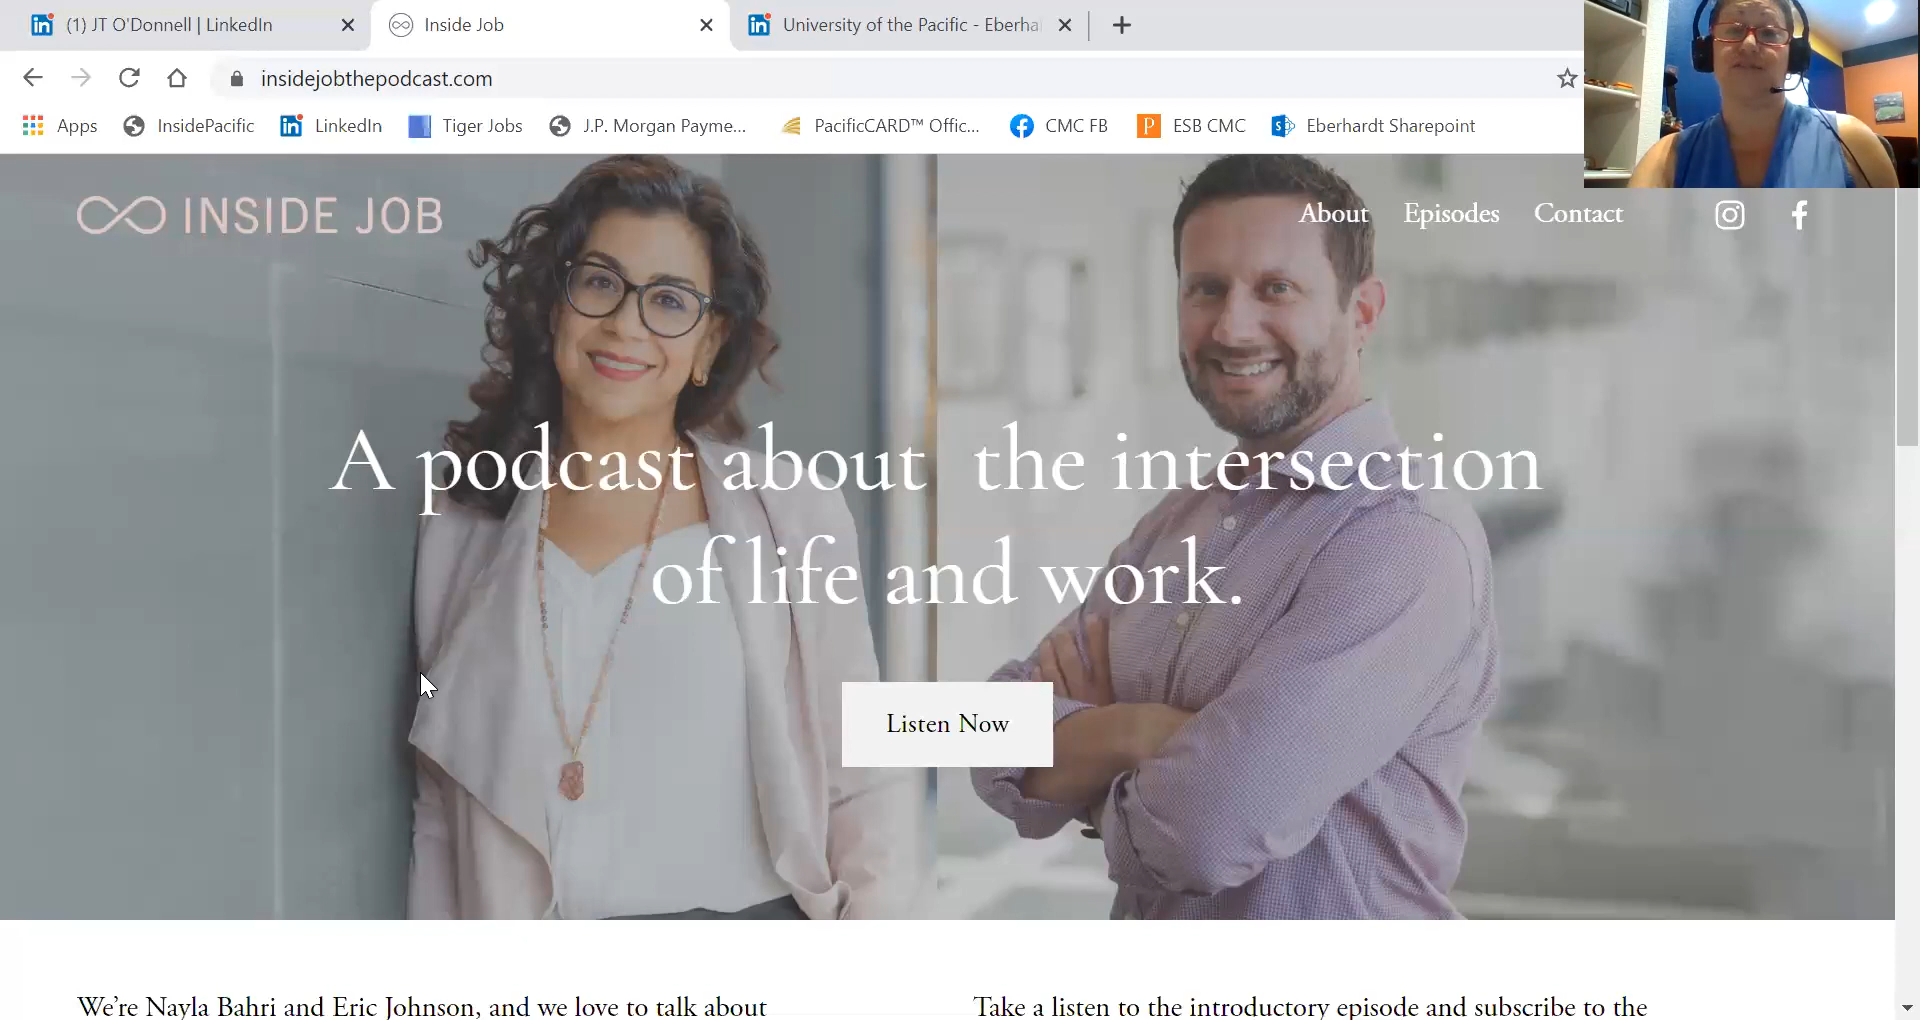 (1) JT O'Donnell | LinkedIn
Inside Job
University of the Pacific - Eberha
insidejobthepodcast.com
Apps
InsidePacific
LinkedIn
Tiger Jobs
J.P. Morgan Payme...
PacificCARD™ Offic...
CMC FB
ESB CMC
Eberhardt Sharepoint
INSIDE JOB
About
Episodes
Contact
A podcast about the intersection
of life and work.
Listen Now
We're Nayla Bahri and Eric Johnson, and we love to talk about
Take a listen to the introductory episode and subscribe to the